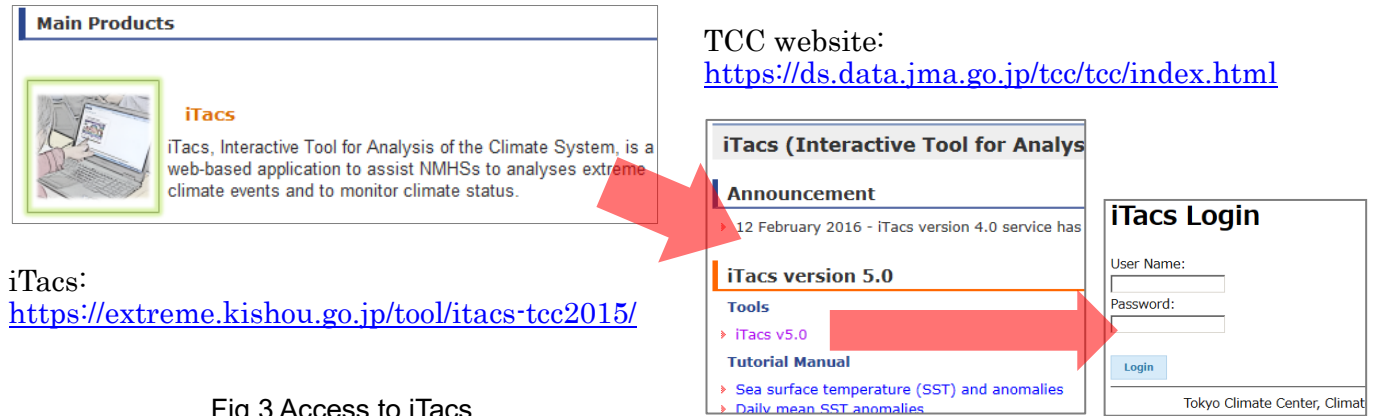 Main Products
iTacs
iTacs, Interactive Tool for Analysis of the Climate System, is a
web-based application to assist NMHSs to analyses extreme
climate events and to monitor climate status.
iTacs:
https://extreme.kishou.go.jp/tool/itacs-tcc2015/
Fig.3 Access to iTacs
TCC website:
https://ds.data.jma.go.jp/tcc/tcc/index.html
iTacs (Interactive Tool for Analys
Announcement
12 February 2016 - iTacs version 4.0 service has
iTacs version 5.0
Tools
iTacs v5.0
Tutorial Manual
Sea surface temperature (SST) and anomalies
Daily mean SST anomalies
iTacs Login
User Name:
Password:
Login
Tokyo Climate Center, Climat